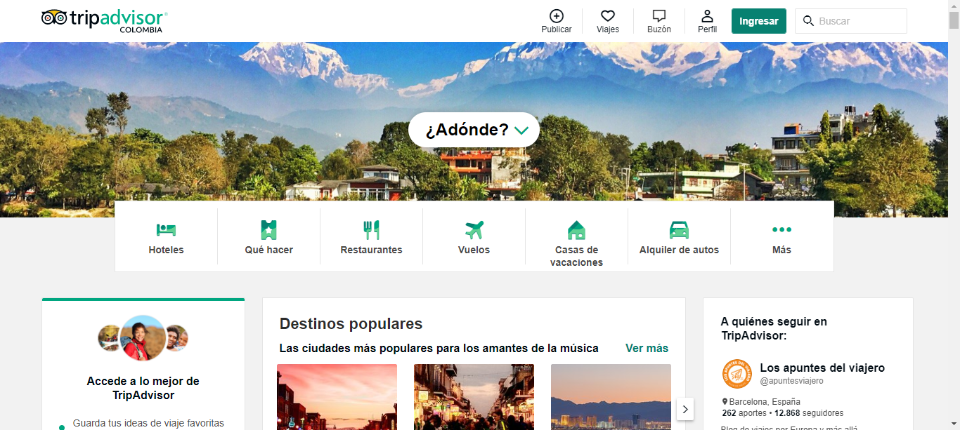 tripadvisor
COLOMBIA
Publicar
Viajes
Buzón
Perfil
Ingresar
Buscar
¿Adónde?
Hoteles
Qué hacer
Restaurantes
Vuelos
Casas de
vacaciones
Alquiler de autos
Más
Accede a lo mejor de
TripAdvisor
Guarda tus ideas de viaje favoritas
Destinos populares
Las ciudades más populares para los amantes de la música
Ver más
A quiénes seguir en
TripAdvisor:
Los apuntes del viajero
@apuntesviajero
Barcelona, España
262 aportes • 12.868 seguidores
Blog de viajes por Europa y más allá